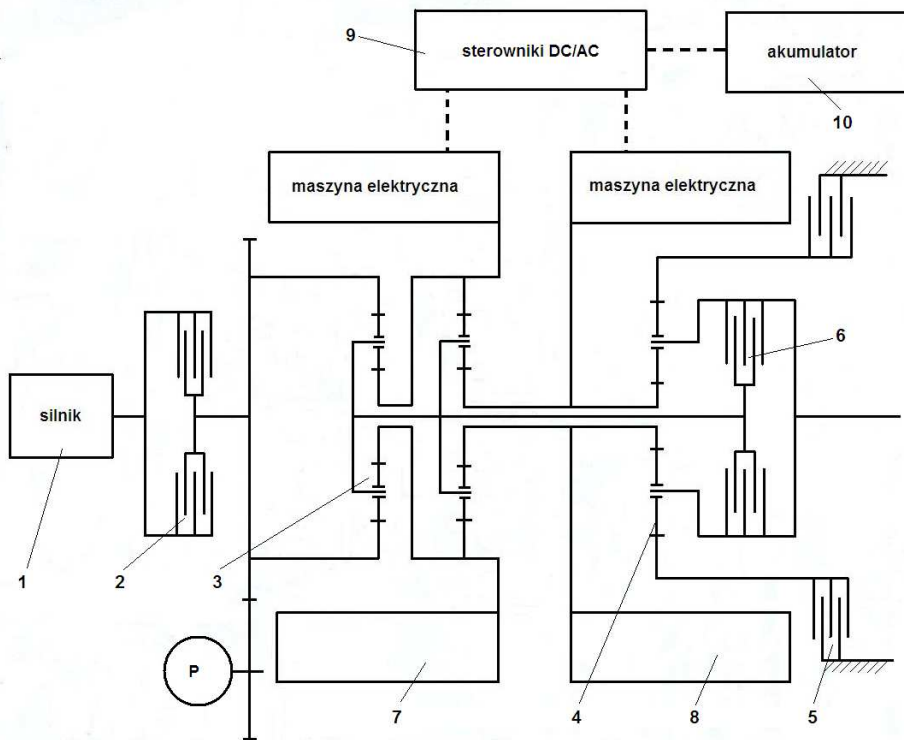 9
sterowniki DC/AC
akumulator
10
maszyna elektryczna
maszyna elektryczna
6
silnik
1
2
3
P
7
4
8
5